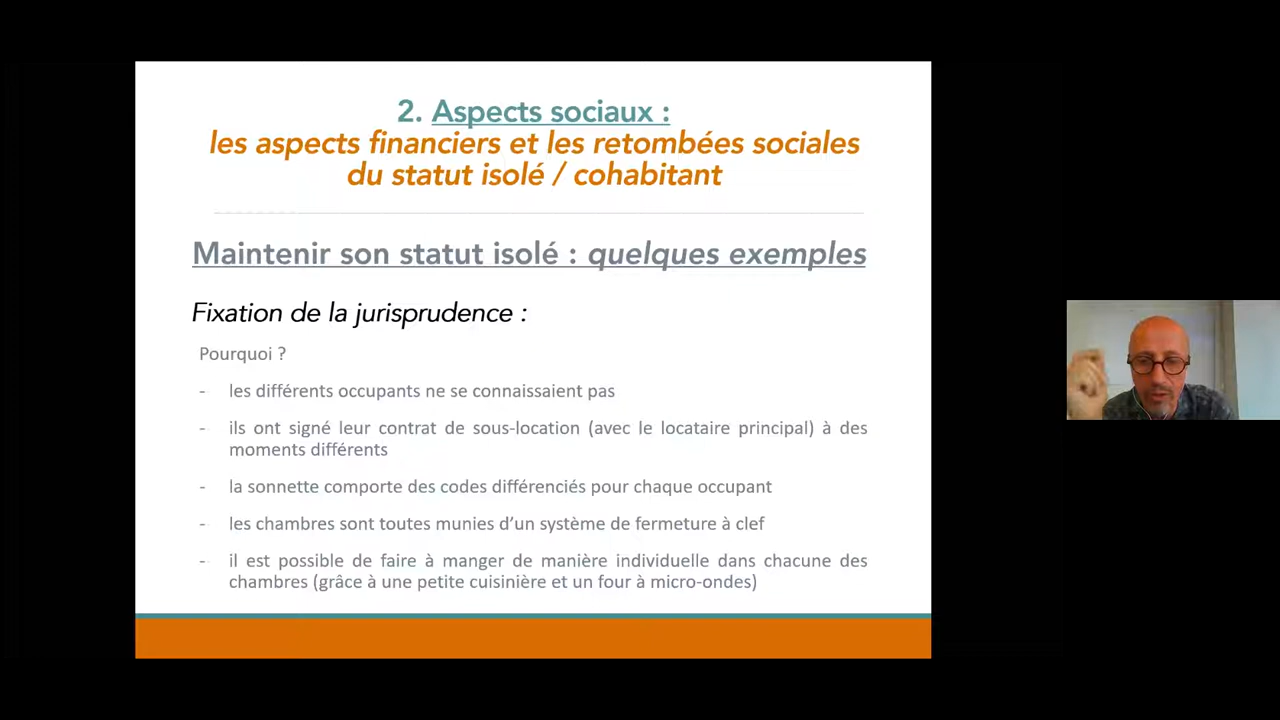 2. Aspects sociaux :
les aspects financiers et les retombées sociales
du statut isolé / cohabitant
Maintenir son statut isolé : quelques exemples
Fixation de la jurisprudence :
Pourquoi ?
- les différents occupants ne se connaissaient pas
- ils ont signé leur contrat de sous-location (avec le locataire principal) à des
moments différents
- la sonnette comporte des codes différenciés pour chaque occupant
- les chambres sont toutes munies d’un système de fermeture à clef
- il est possible de faire à manger de manière individuelle dans chacune des
chambres (grâce à une petite cuisinière et un four à micro-ondes)